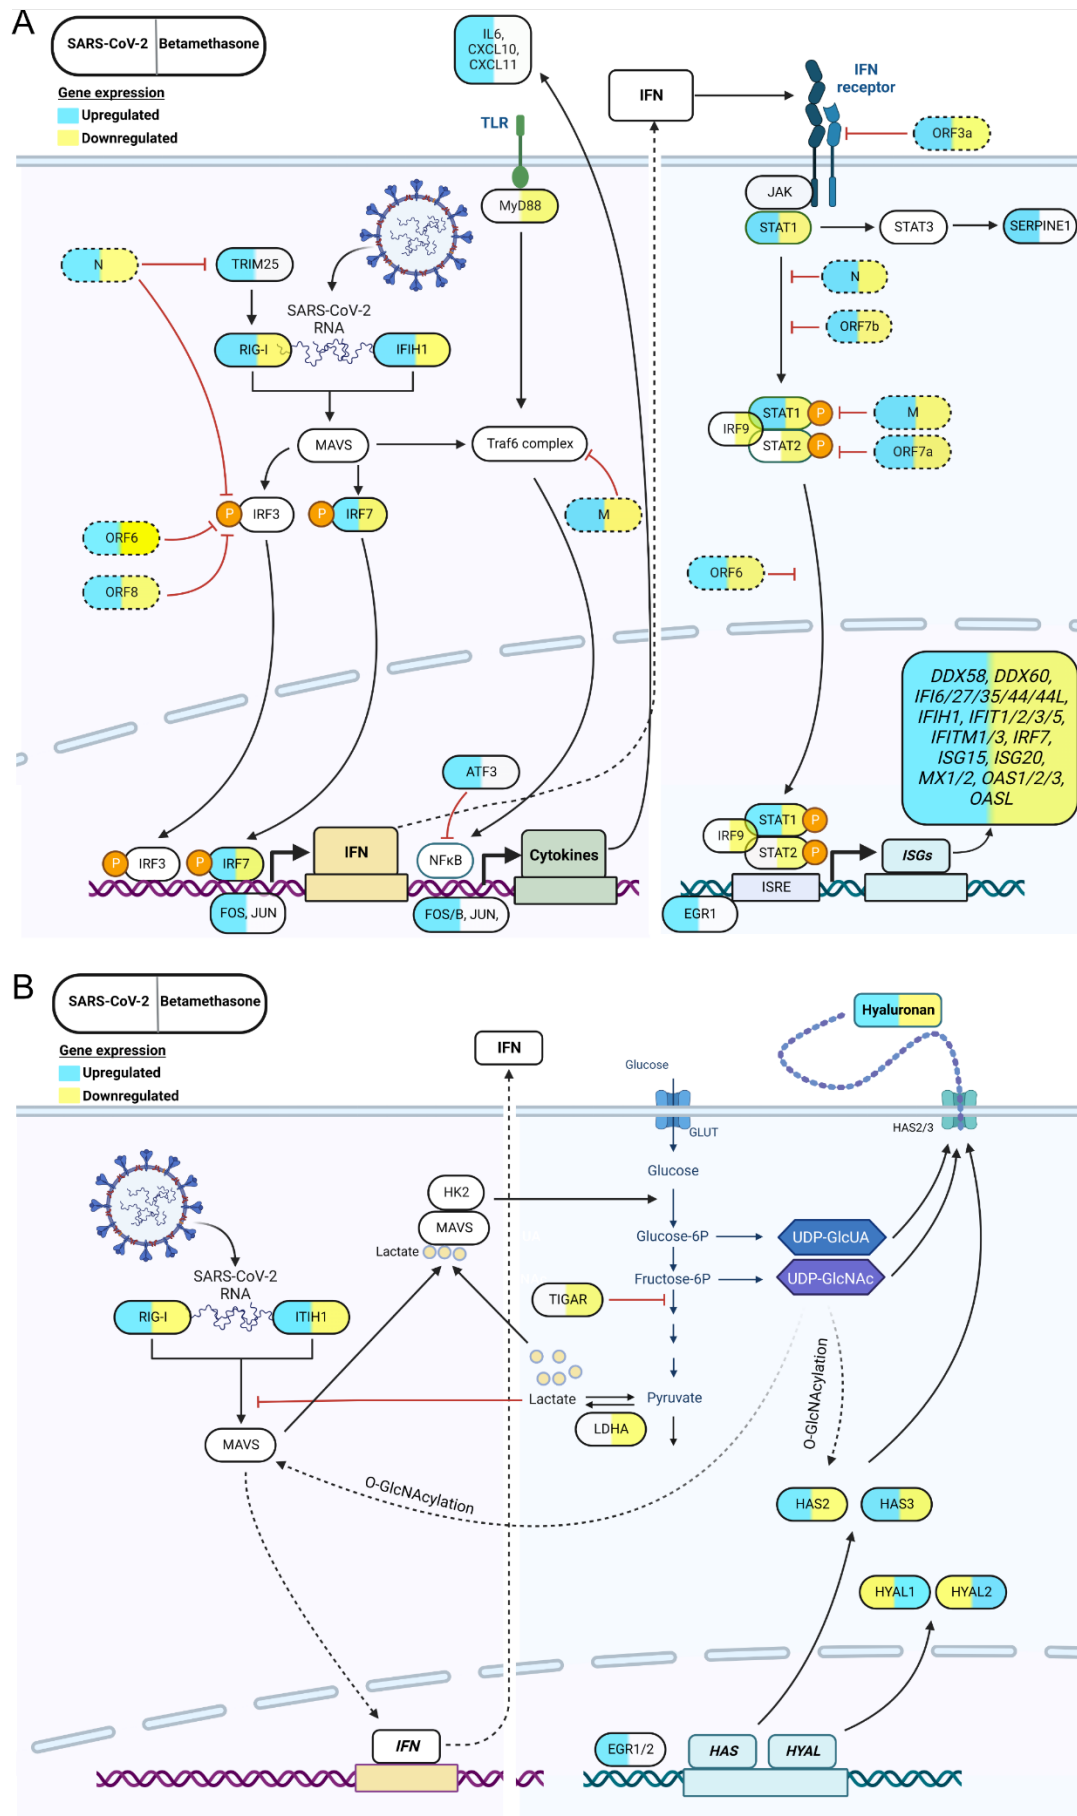 A
SARS-CoV-2 Betamethasone
Gene expression
Upregulated
Downregulated
IL6,
CXCL10,
CXCL11
TLR
MyD88
IFN
IFN
receptor
ORF3a
JAK
STAT1
STAT3
SERPINE1
N
TRIM25
SARS-CoV-2
RNA
RIG-I
IFIH1
N
ORF7b
MAVS
Traf6 complex
IRF9
STAT1
P
STAT2
P
M
ORF7a
P
IRF3
P
IRF7
M
ORF6
ORF8
ORF6
DDX58, DDX60,
IFI6/27/35/44/44L,
IFIH1, IFIT1/2/3/5,
IFITM1/3, IRF7,
ISG15, ISG20,
MX1/2, OAS1/2/3,
OASL
ATF3
P
IRF3
P
IRF7
IFN
NFκB
Cytokines
FOS, JUN
FOS/B, JUN,
IRF9
STAT1
P
STAT2
P
ISGs
ISRE
EGR1
B
SARS-CoV-2 Betamethasone
Gene expression
Upregulated
Downregulated
IFN
Hyaluronan
Glucose
GLUT
HAS2/3
Glucose
HK2
MAVS
Lactate
Glucose-6P
UDP-GlcUA
Fructose-6P
UDP-GlcNAc
SARS-CoV-2
RNA
RIG-I
ITIH1
TIGAR
Lactate
Pyruvate
LDHA
MAVS
O-GlcNAcylation
O-GlcNAcylation
HAS2
HAS3
HYAL1
HYAL2
IFN
EGR1/2
HAS
HYAL